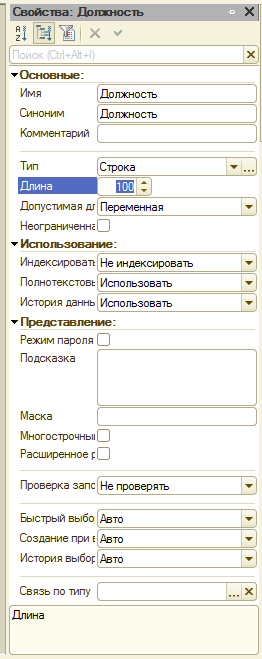 Свойства: Должность
Поиск (Ctrl+Alt+I)
Основные:
Имя Должность
Синоним Должность
Комментарий
Тип Строка
Длина 100
Допустимая дл Переменная
Неограниченна
Использование:
Индексировать Не индексировать
Полнотекстовы Использовать
История данны Использовать
Представление:
Режим пароля
Подсказка
Маска
Многострочный
Расширенное р
Проверка запо Не проверять
Быстрый выбо Авто
Создание при в Авто
История выбор Авто
Связь по типу
Длина